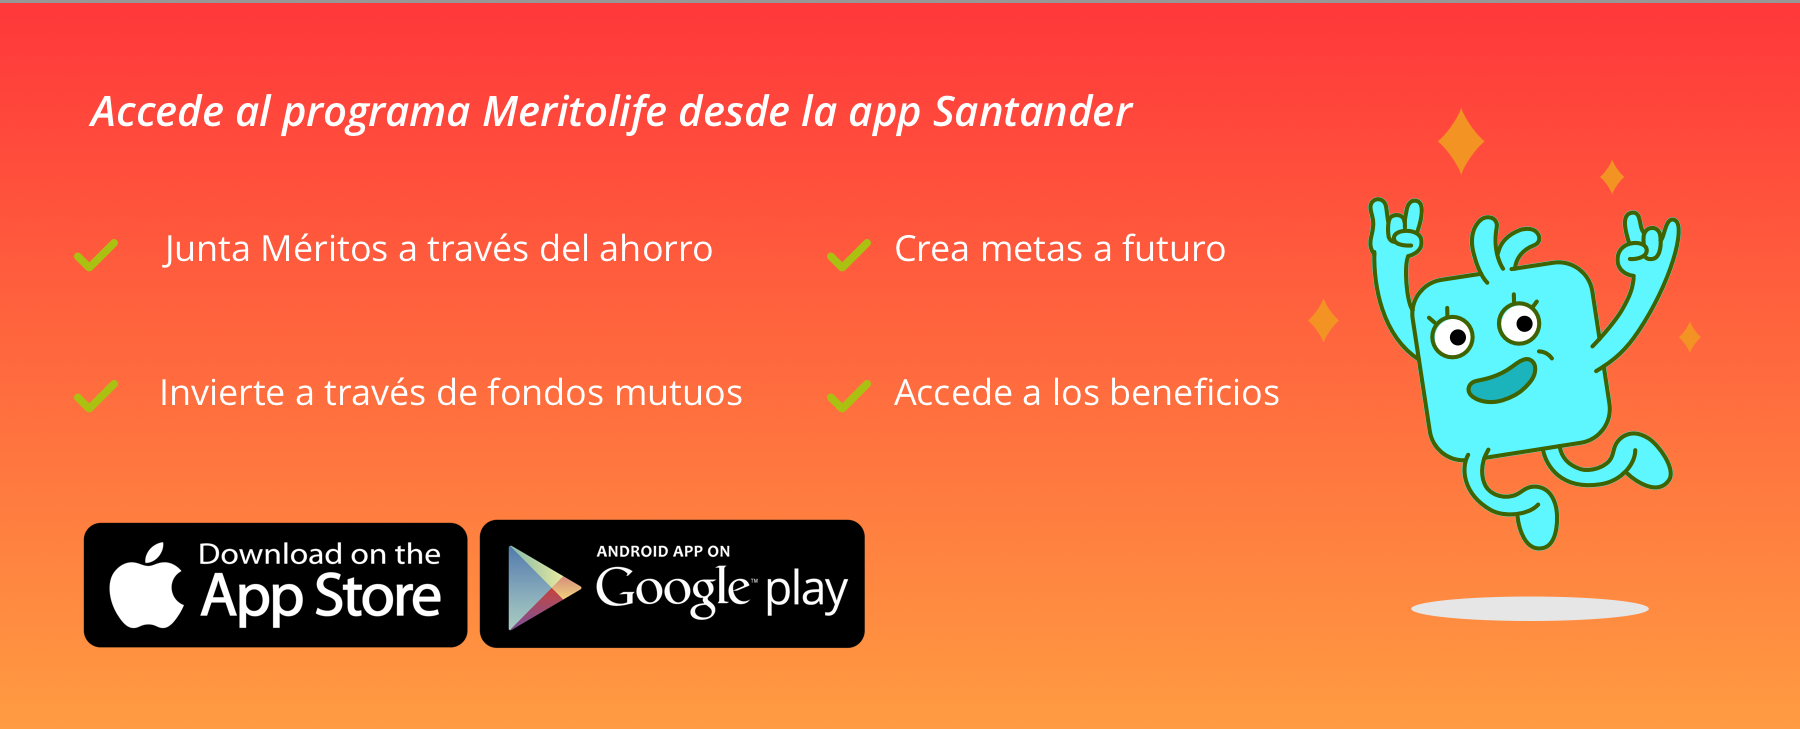 Accede al programa Meritolife desde la app Santander
Junta Méritos a través del ahorro
Crea metas a futuro
Invierte a través de fondos mutuos
Accede a los beneficios
Download on the
App Store
ANDROID APP ON
Google™ play